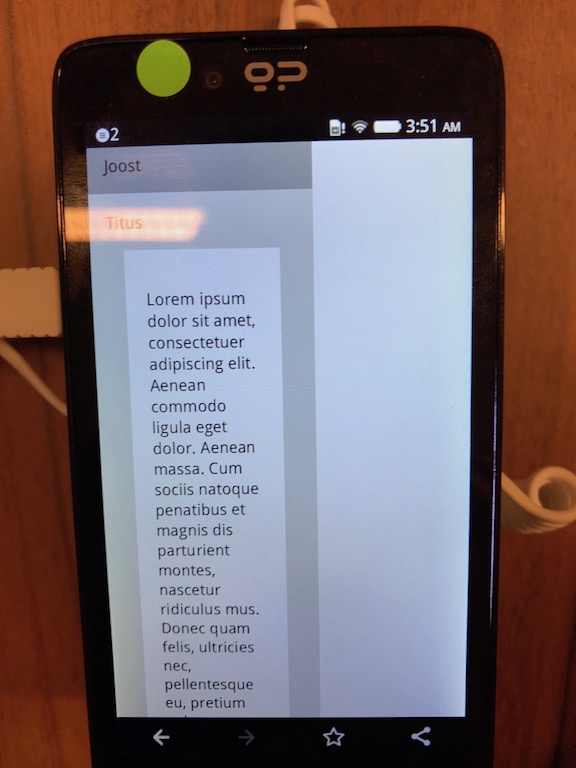 2
3:51 AM
Joost
Titus
Lorem ipsum
dolor sit amet,
consectetuer
adipiscing elit.
Aenean
commodo
ligula eget
dolor. Aenean
massa. Cum
sociis natoque
penatibus et
magnis dis
parturient
montes,
nascetur
ridiculus mus.
Donec quam
felis, ultricies
nec,
pellentesque
eu, pretium